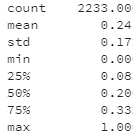 count 2233.00
mean 0.24
std 0.17
min 0.00
25% 0.08
50% 0.20
75% 0.33
max 1.00